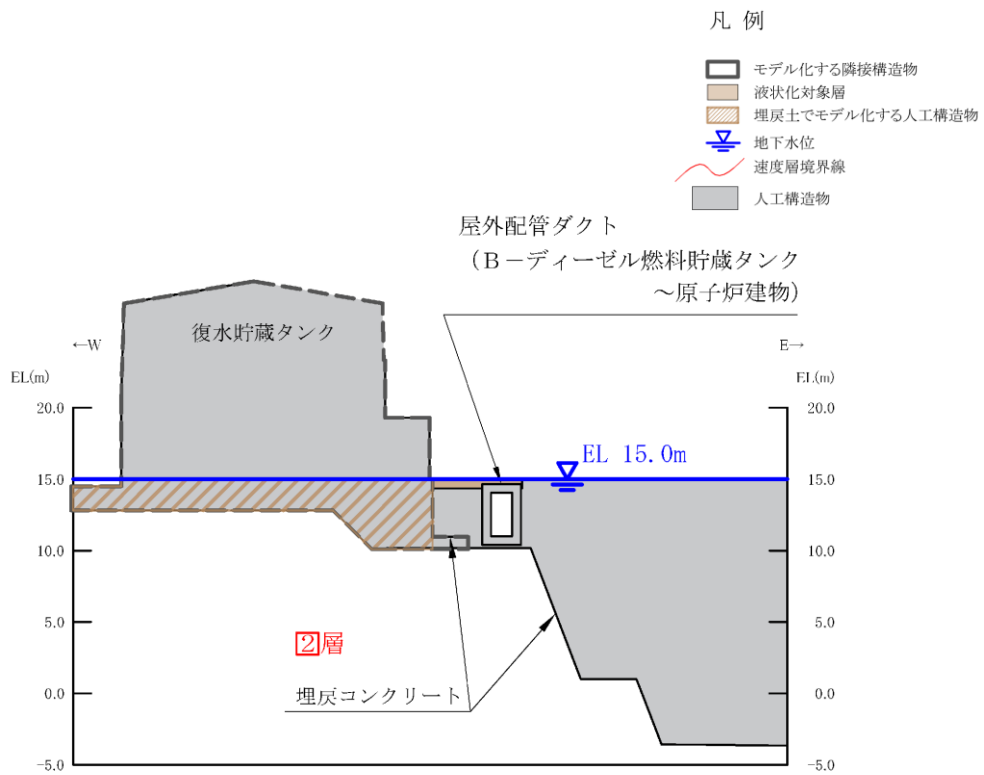 凡 例
モデル化する隣接構造物
液状化対象層
埋戻土でモデル化する人工構造物
地下水位
速度層境界線
人工構造物
屋外配管ダクト
(B-ディーゼル燃料貯蔵タンク
~原子炉建物)
復水貯蔵タンク
←W
E→
EL(m)
EL(m)
20.0
20.0
EL 15.0m
15.0
15.0
10.0
10.0
5.0
5.0
2層
埋戻コンクリート
0.0
0.0
-5.0
-5.0